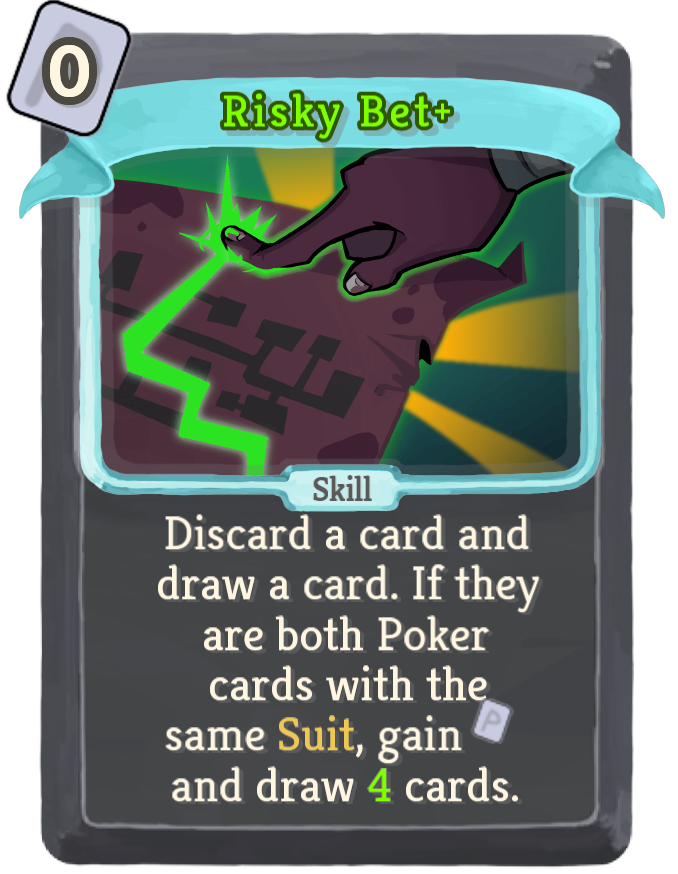 0
Risky Bet+
Skill
Discard a card and
draw a card. If they
are both Poker
cards with the
same Suit, gain P
and draw 4 cards.